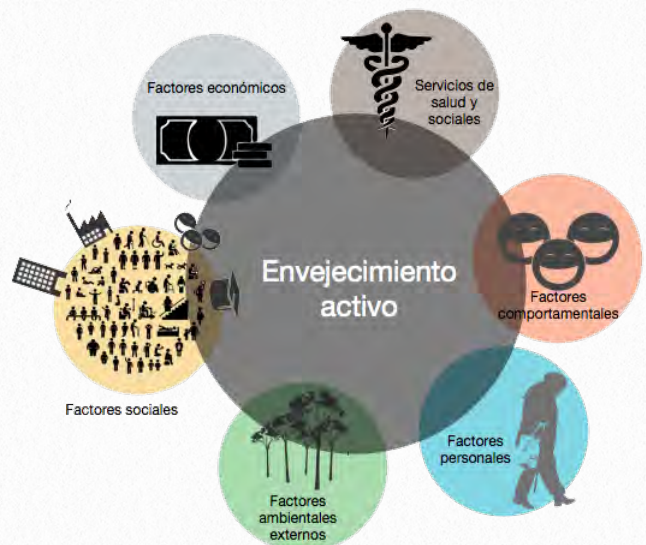 Factores económicos
Servicios de
salud y
sociales
Envejecimiento
activo
Factores
comportamentales
Factores sociales
Factores
personales
Factores
ambientales
externos